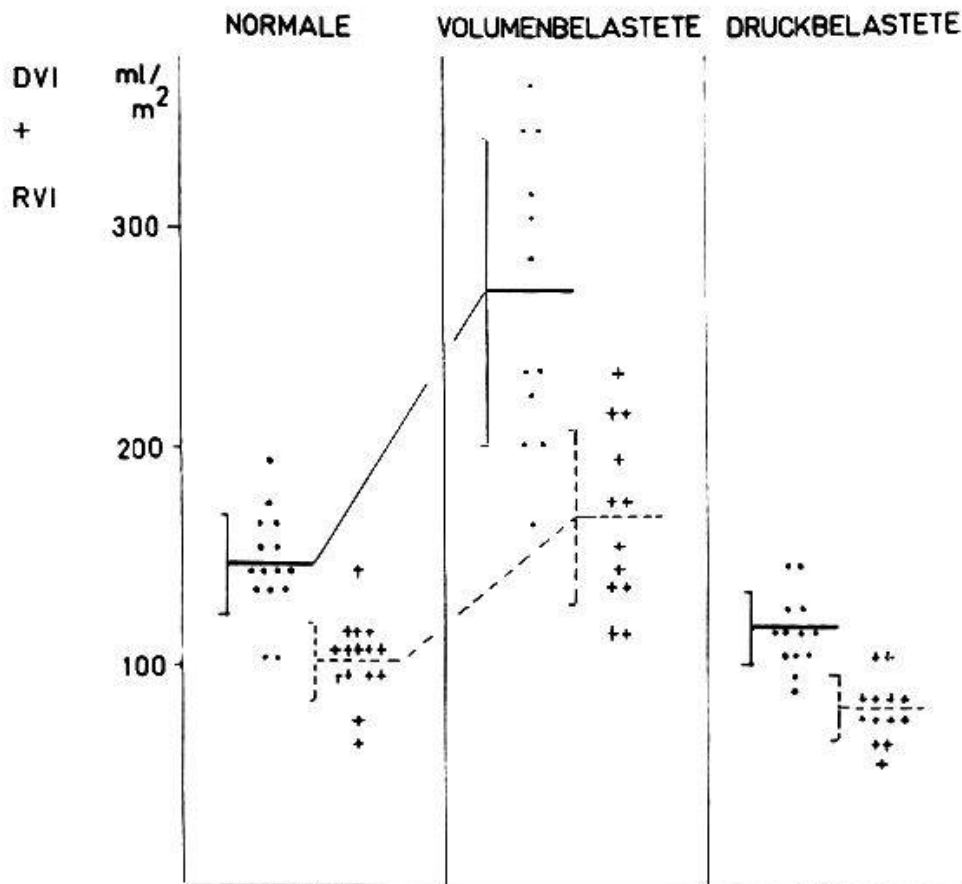 NORMALE
VOLUMENBELASTETE
DRUCKBELASTETE
DVI
+
RVI
ml/
m²
300
200
100